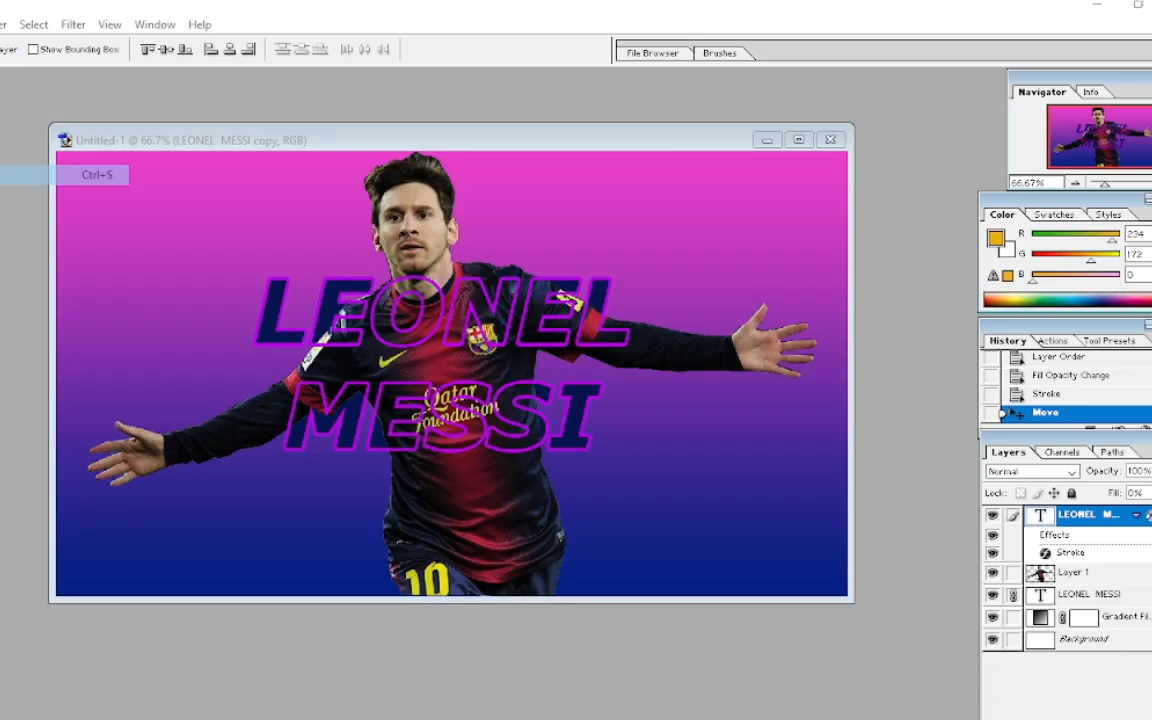 er Select Filter View Window Help
ayer Show Bounding Box
File Browser Brushes
Navigator Info
66.67%
Untitled-1 @ 66.7% (LEONEL MESSI copy, RGB)
Ctrl+S
LEONEL
MESSI
Qatar
Foundation
10
Color Swatches Styles
R 234
G 172
B 0
History Actions Tool Presets
Layer Order
Fill Opacity Change
Stroke
Move
Layers Channels Paths
Normal Opacity: 100%
Lock: Fill: 0%
T LEONEL M...
Effects
Stroke
Layer 1
T LEONEL MESSI
Gradient Fil...
Background